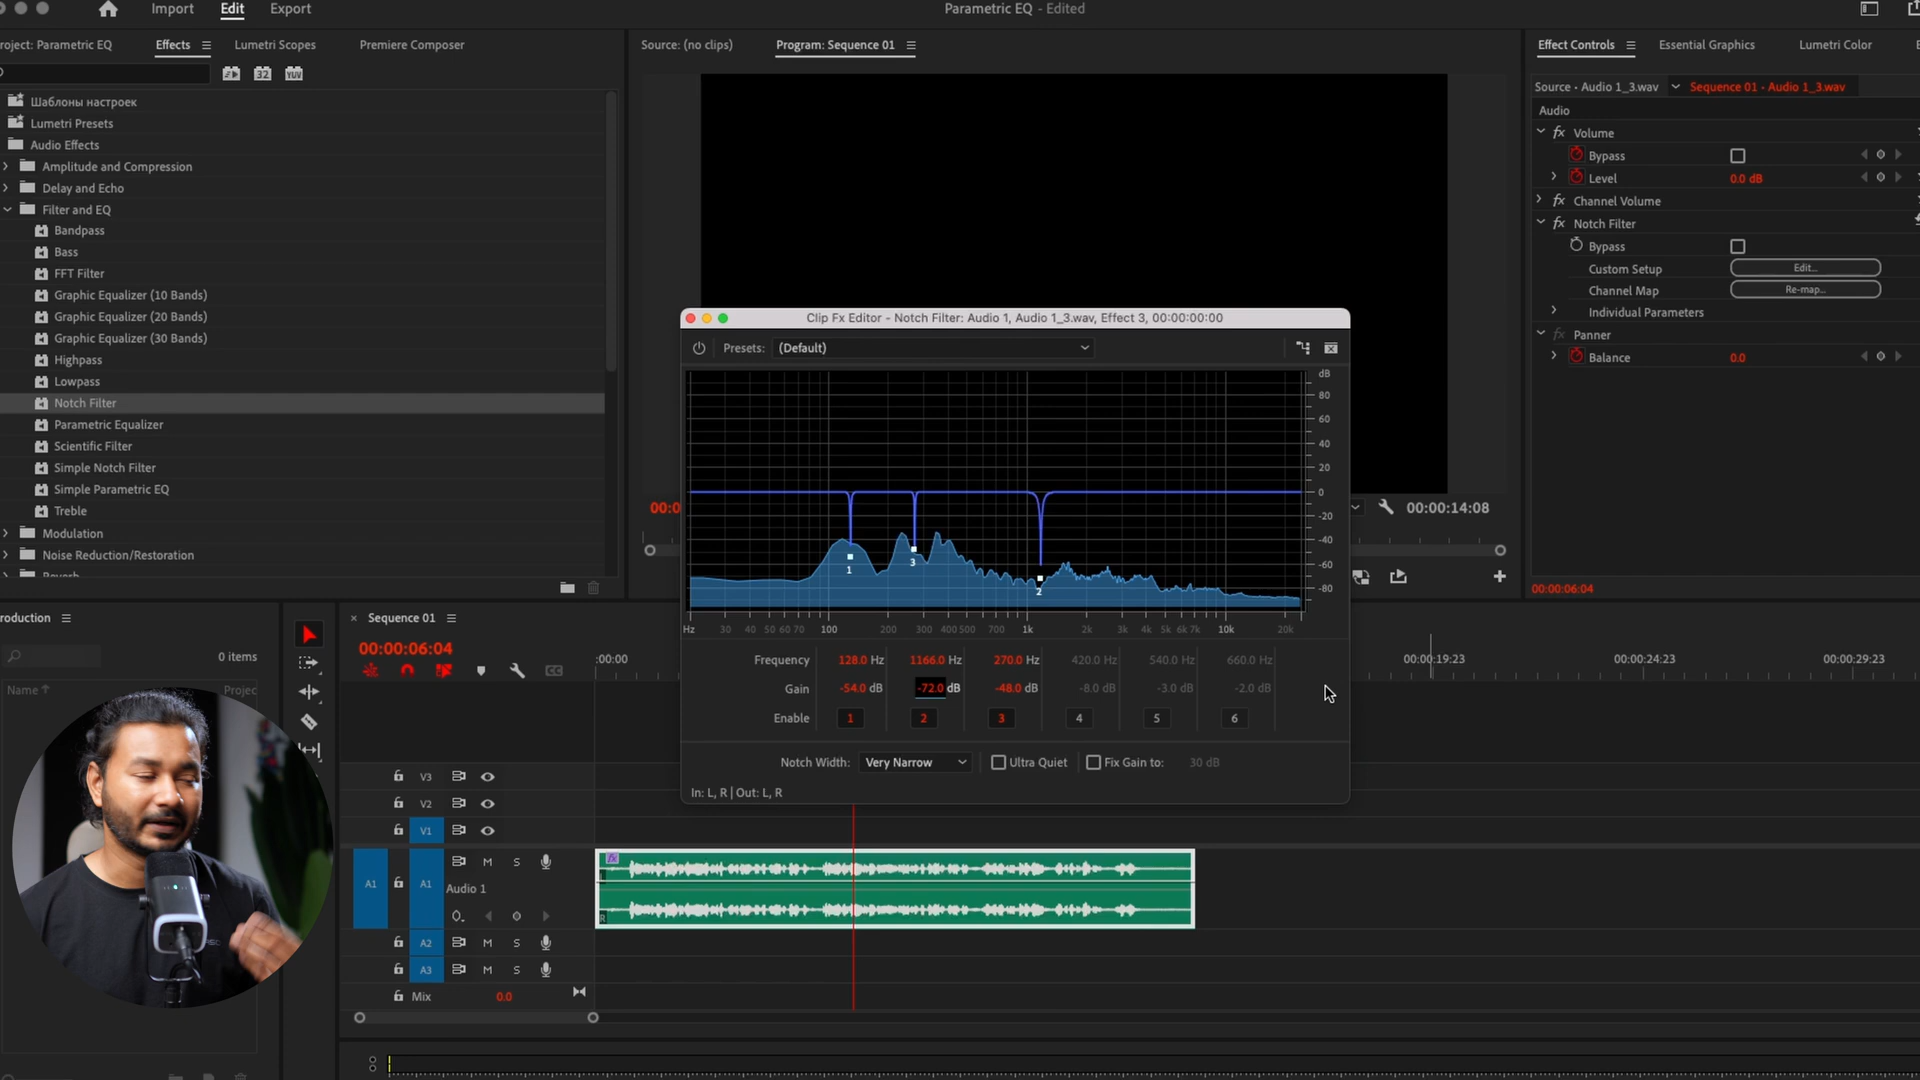 Import Edit Export
Parametric EQ - Edited
roject: Parametric EQ
Effects
Lumetri Scopes
Premiere Composer
32
YUV
Шаблоны настроек
Lumetri Presets
Audio Effects
Amplitude and Compression
Delay and Echo
Filter and EQ
Bandpass
Bass
FFT Filter
Graphic Equalizer (10 Bands)
Graphic Equalizer (20 Bands)
Graphic Equalizer (30 Bands)
Highpass
Lowpass
Notch Filter
Parametric Equalizer
Scientific Filter
Simple Notch Filter
Simple Parametric EQ
Treble
Modulation
Noise Reduction/Restoration
Reverb
Source: (no clips)
Program: Sequence 01
00:0
00:00:14:08
Effect Controls
Essential Graphics
Lumetri Color
Source • Audio 1_3.wav
Sequence 01 • Audio 1_3.wav
Audio
fx Volume
Bypass
Level 0.0 dB
fx Channel Volume
fx Notch Filter
Bypass
Custom Setup Edit...
Channel Map Re-map...
Individual Parameters
fx Panner
Balance 0.0
00:00:06:04
Clip Fx Editor - Notch Filter: Audio 1, Audio 1_3.wav, Effect 3, 00:00:00:00
Presets: (Default)
dB
80
60
40
20
0
-20
-40
-60
-80
1
3
2
Hz 30 40 50 60 70 100 200 300 400 500 700 1k 2k 3k 4k 5k 6k 7k 10k 20k
Frequency 128.0 Hz 1166.0 Hz 270.0 Hz 420.0 Hz 540.0 Hz 660.0 Hz
Gain -54.0 dB -72.0 dB -48.0 dB -8.0 dB -3.0 dB -2.0 dB
Enable 1 2 3 4 5 6
Notch Width: Very Narrow Ultra Quiet Fix Gain to: 30 dB
In: L, R | Out: L, R
roduction
0 items
Name
Projec
Sequence 01
00:00:06:04
CC
:00:00
00:00:19:23
00:00:24:23
00:00:29:23
V3
V2
V1
A1 A1 M S
Audio 1
fx
L
R
A2 M S
A3 M S
Mix 0.0